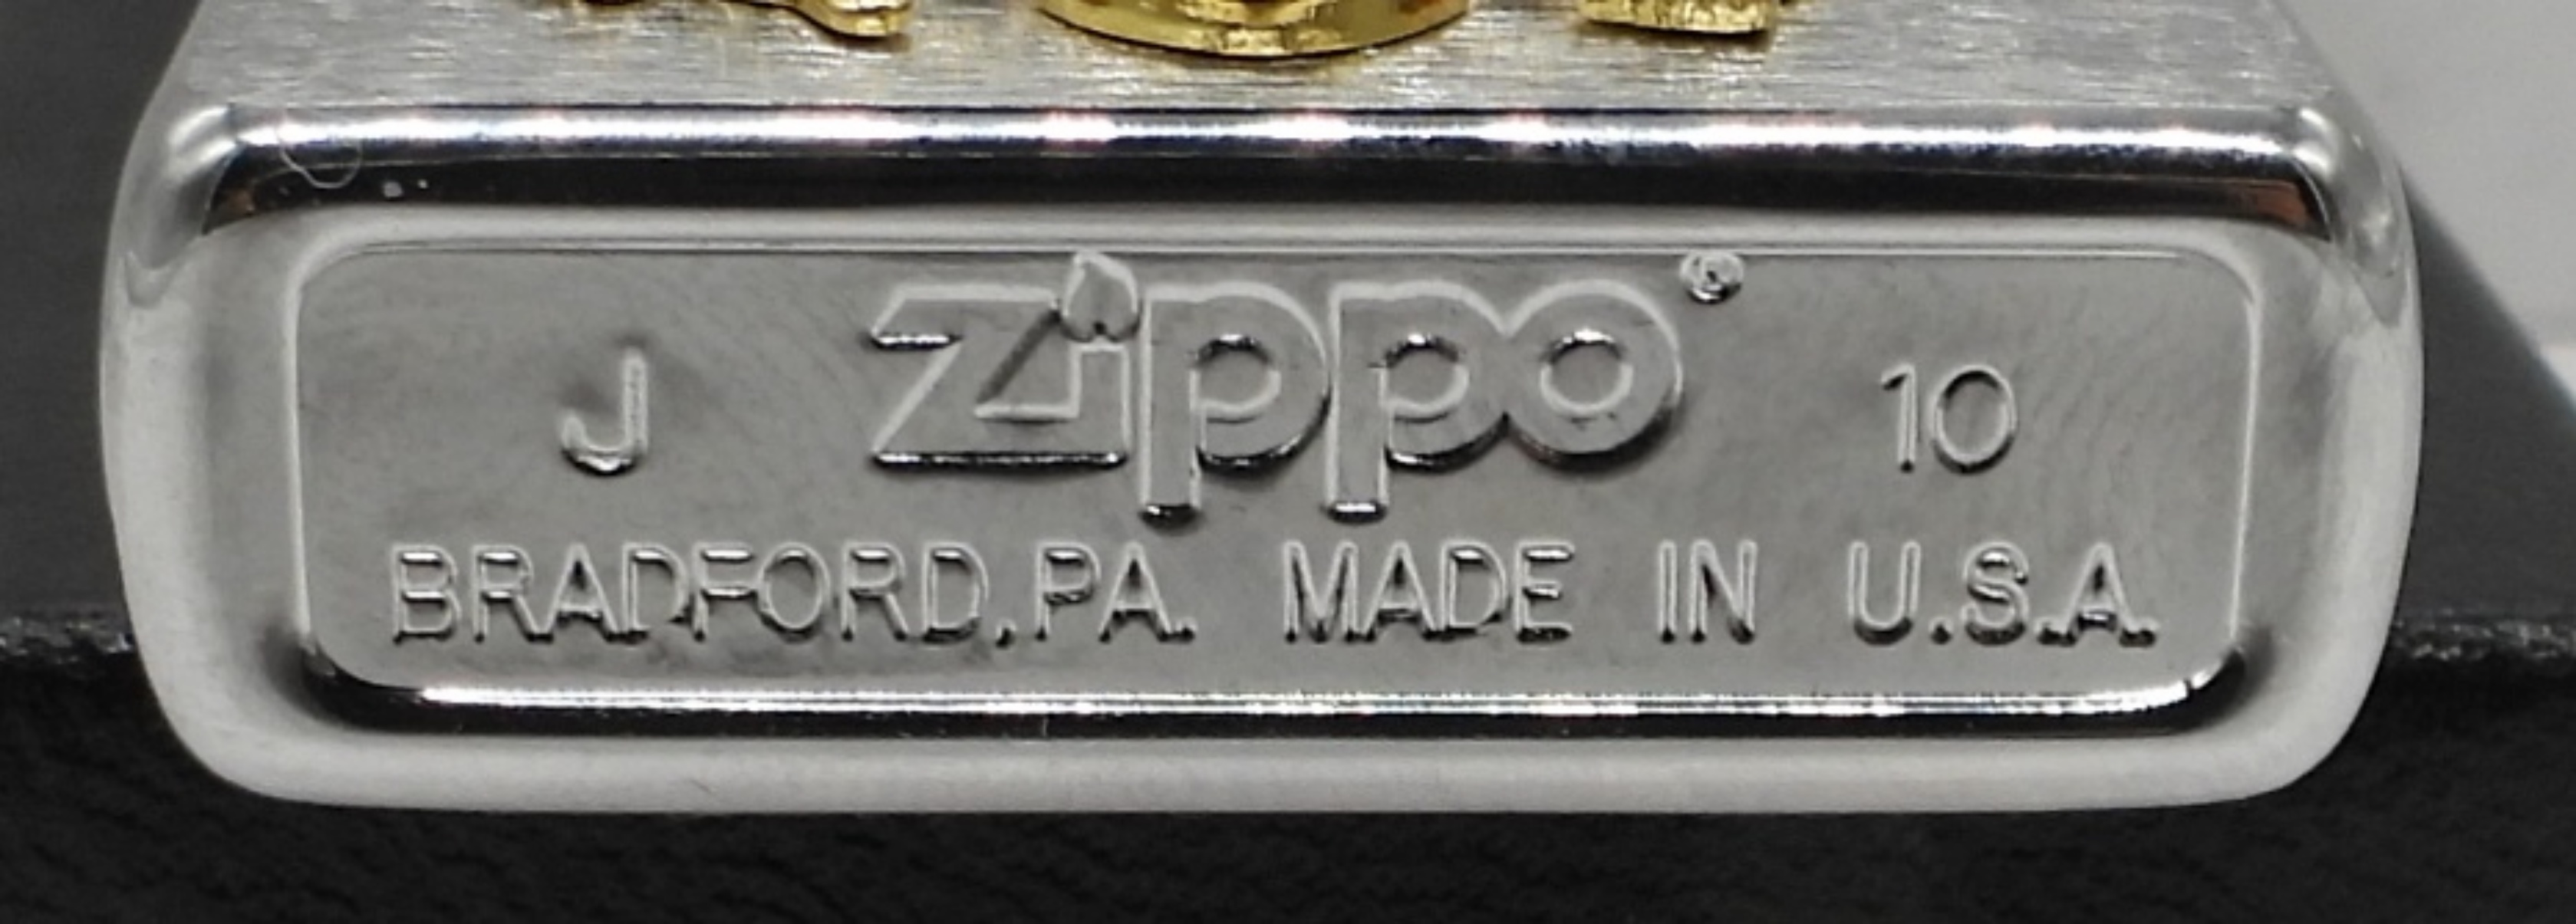 J Zippo® 10
BRADFORD, PA. MADE IN U.S.A.